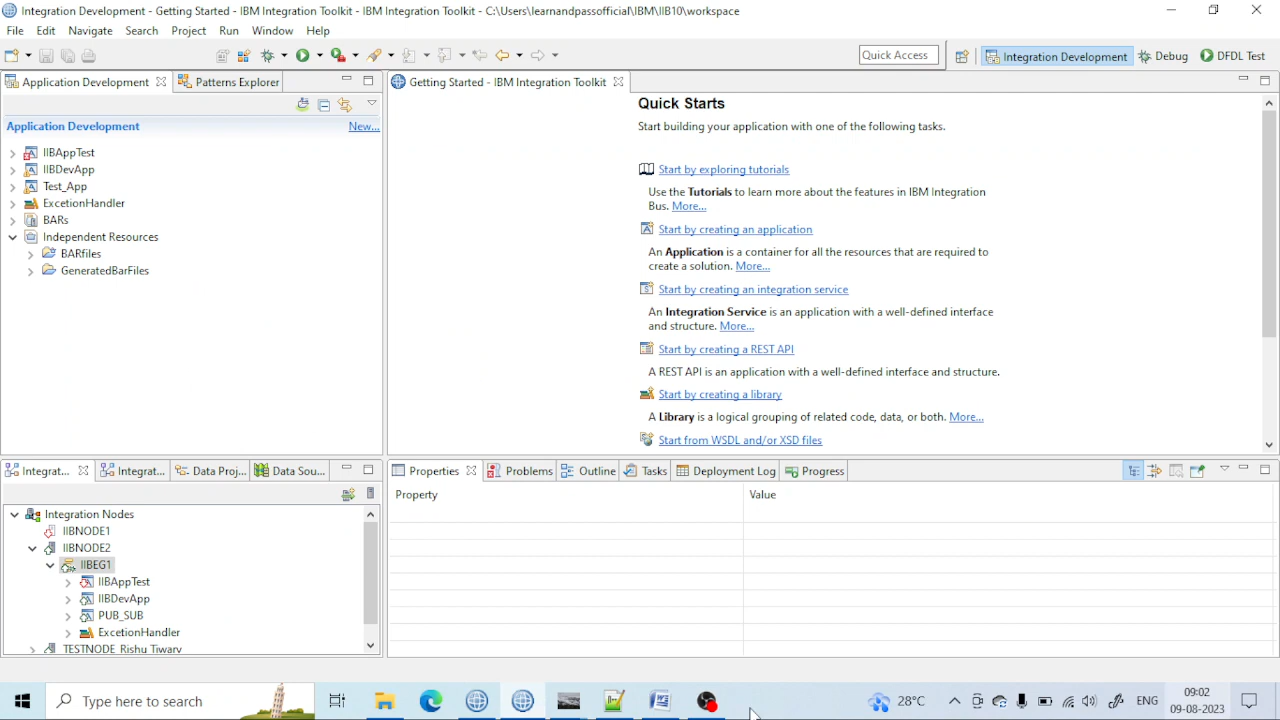 Integration Development - Getting Started - IBM Integration Toolkit - IBM Integration Toolkit - C:\Users\learnandpassofficial\IBM\IIB10\workspace
File Edit Navigate Search Project Run Window Help
Quick Access
Integration Development Debug DFDL Test
Application Development Patterns Explorer
Getting Started - IBM Integration Toolkit
Application Development New...
IIBAppTest
IIBDevApp
Test_App
ExcetionHandler
BARs
Independent Resources
BARfiles
GeneratedBarFiles
Quick Starts
Start building your application with one of the following tasks.
Start by exploring tutorials
Use the Tutorials to learn more about the features in IBM Integration
Bus. More...
Start by creating an application
An Application is a container for all the resources that are required to
create a solution. More...
Start by creating an integration service
An Integration Service is an application with a well-defined interface
and structure. More...
Start by creating a REST API
A REST API is an application with a well-defined interface and structure.
Start by creating a library
A Library is a logical grouping of related code, data, or both. More...
Start from WSDL and/or XSD files
Integrat... Integrat... Data Proj... Data Sou...
Integration Nodes
IIBNODE1
IIBNODE2
IIBEG1
IIBAppTest
IIBDevApp
PUB_SUB
ExcetionHandler
TESTNODE_Rishu_Tiwary
Properties Problems Outline Tasks Deployment Log Progress
Property Value
Type here to search
28°C
ENG
09:02
09-08-2023